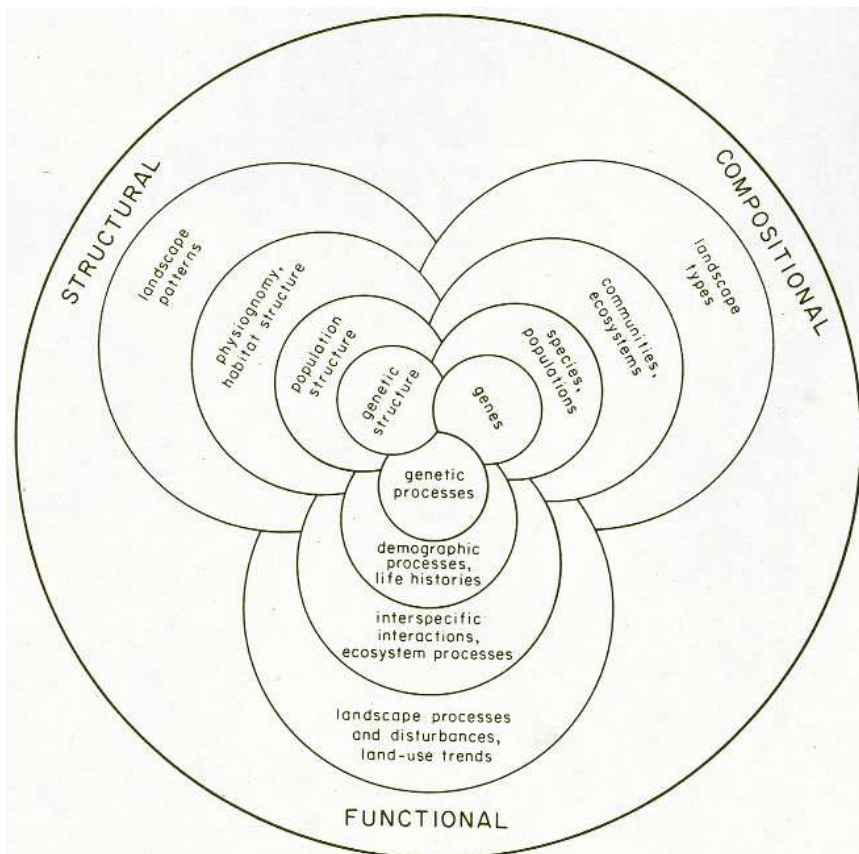 STRUCTURAL
COMPOSITIONAL
FUNCTIONAL
landscape
patterns
physiognomy,
habitat structure
population
structure
genetic
structure
landscape
types
communities,
ecosystems
species,
populations
genes
genetic
processes
demographic
processes,
life histories
interspecific
interactions,
ecosystem processes
landscape processes
and disturbances,
land-use trends